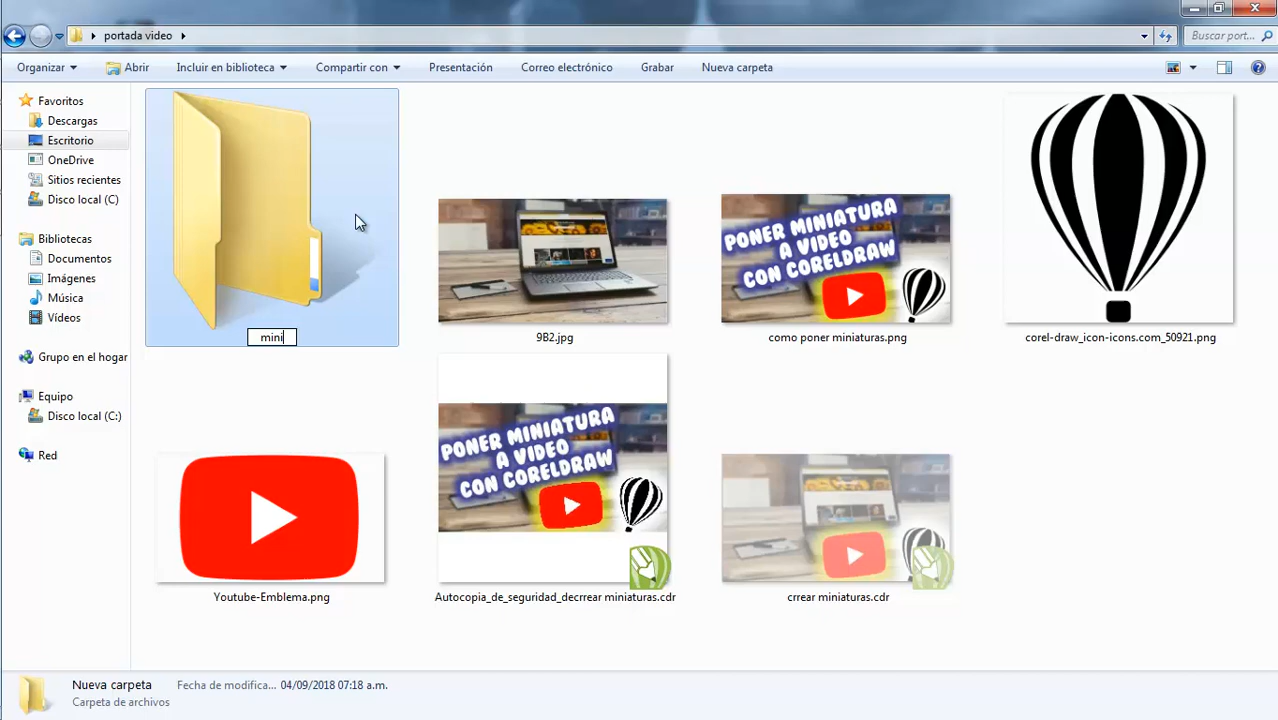 portada video
Buscar port...
Organizar
Abrir
Incluir en biblioteca
Compartir con
Presentación
Correo electrónico
Grabar
Nueva carpeta
Favoritos
Descargas
Escritorio
OneDrive
Sitios recientes
Disco local (C)
Bibliotecas
Documentos
Imágenes
Música
Vídeos
Grupo en el hogar
Equipo
Disco local (C:)
Red
mini
9B2.jpg
PONER MINIATURA
A VIDEO
CON CORELDRAW
como poner miniaturas.png
corel-draw_icon-icons.com_50921.png
Youtube-Emblema.png
PONER MINIATURA
A VIDEO
CON CORELDRAW
Autocopia_de_seguridad_decrrear miniaturas.cdr
crrear miniaturas.cdr
Nueva carpeta
Fecha de modifica... 04/09/2018 07:18 a.m.
Carpeta de archivos